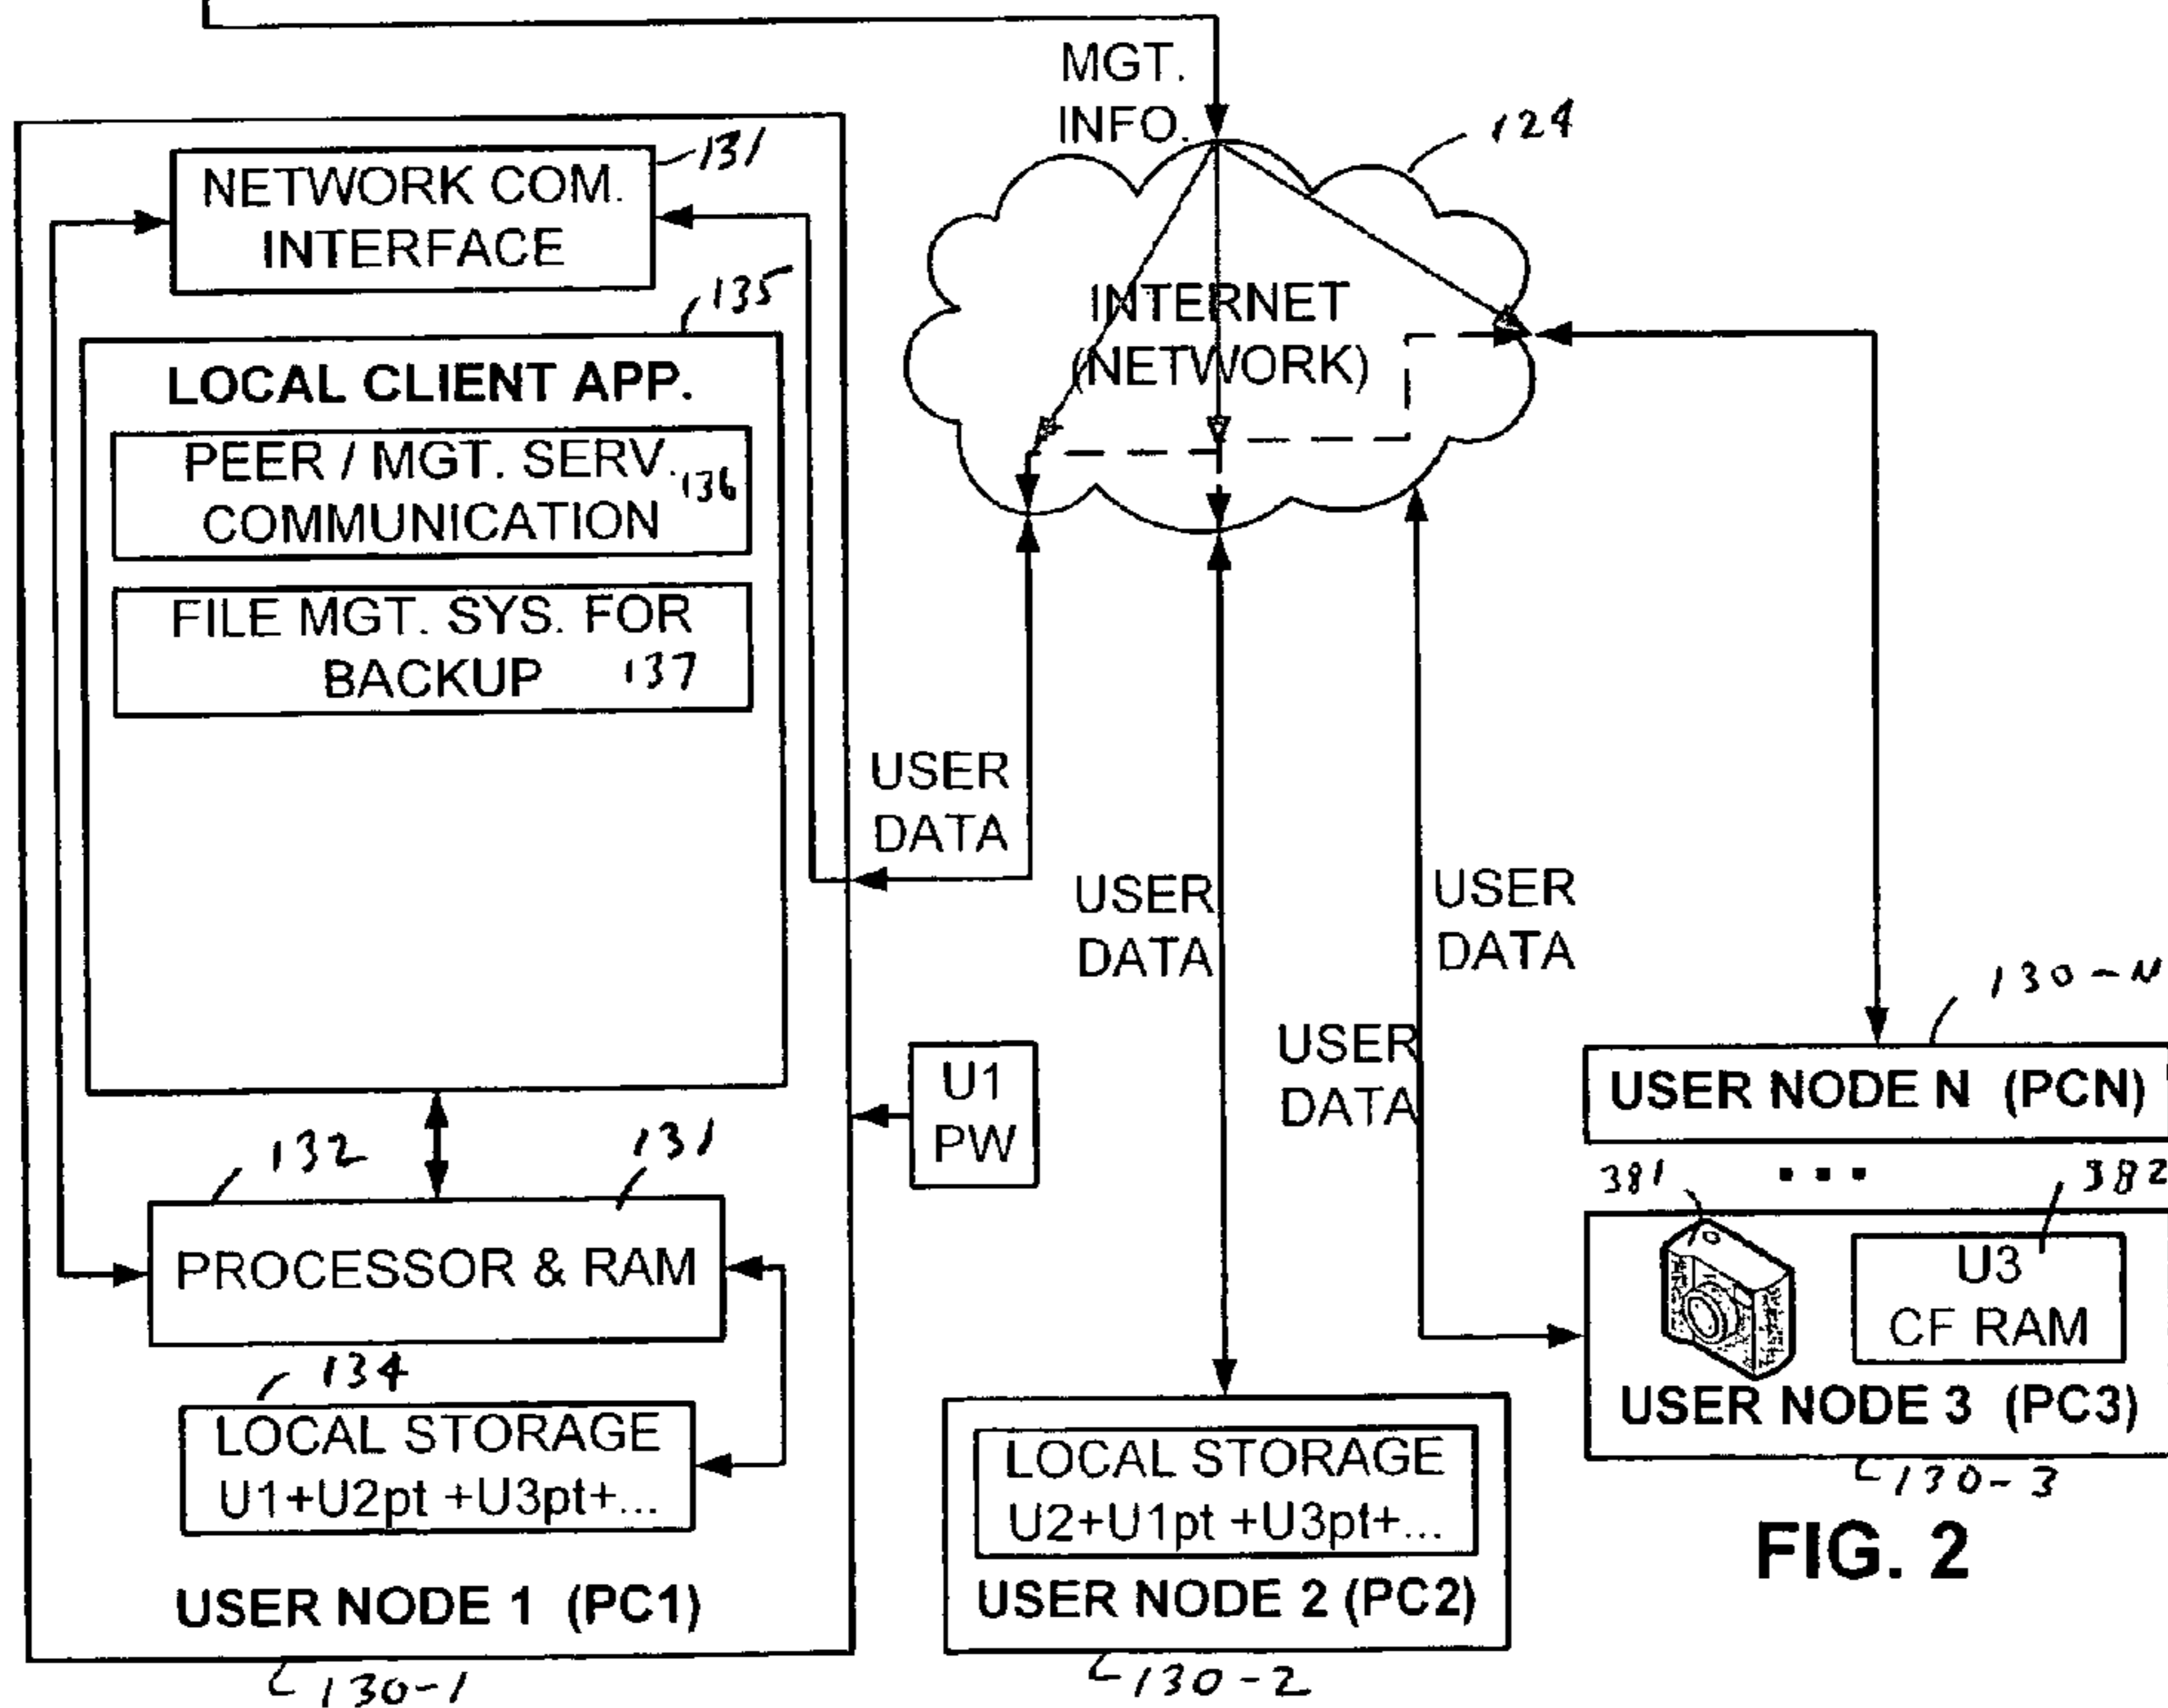 MGT.
INFO.
124
NETWORK COM.
INTERFACE
131
135
LOCAL CLIENT APP.
PEER / MGT. SERV.
COMMUNICATION
136
FILE MGT. SYS. FOR
BACKUP 137
INTERNET
(NETWORK)
USER
DATA
USER
DATA
USER
DATA
USER
DATA
U1
PW
132
131
PROCESSOR & RAM
134
LOCAL STORAGE
U1+U2pt +U3pt+...
USER NODE 1 (PC1)
130-1
LOCAL STORAGE
U2+U1pt +U3pt+...
USER NODE 2 (PC2)
130-2
130-N
USER NODE N (PCN)
...
381
382
U3
CF RAM
USER NODE 3 (PC3)
130-3
FIG. 2